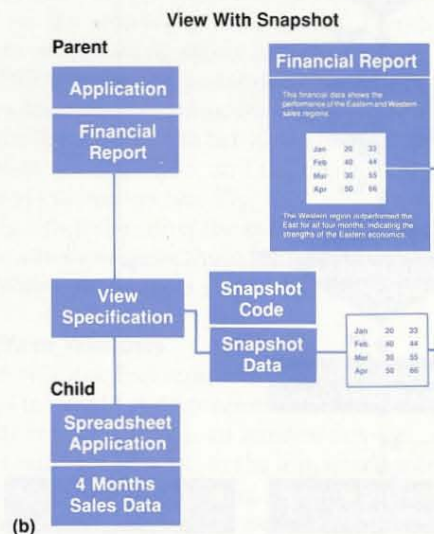 View With Snapshot
Parent
Application
Financial
Report
Financial Report
This financial data shows the
performance of the Eastern and Western
sales regions.
Jan 20 33
Feb 40 44
Mar 30 55
Apr 50 66
The Western region outperformed the
East for all four months, indicating the
strengths of the Eastern economics.
View
Specification
Snapshot
Code
Snapshot
Data
Jan 20 33
Feb 40 44
Mar 30 55
Apr 50 66
Child
Spreadsheet
Application
4 Months
Sales Data
(b)